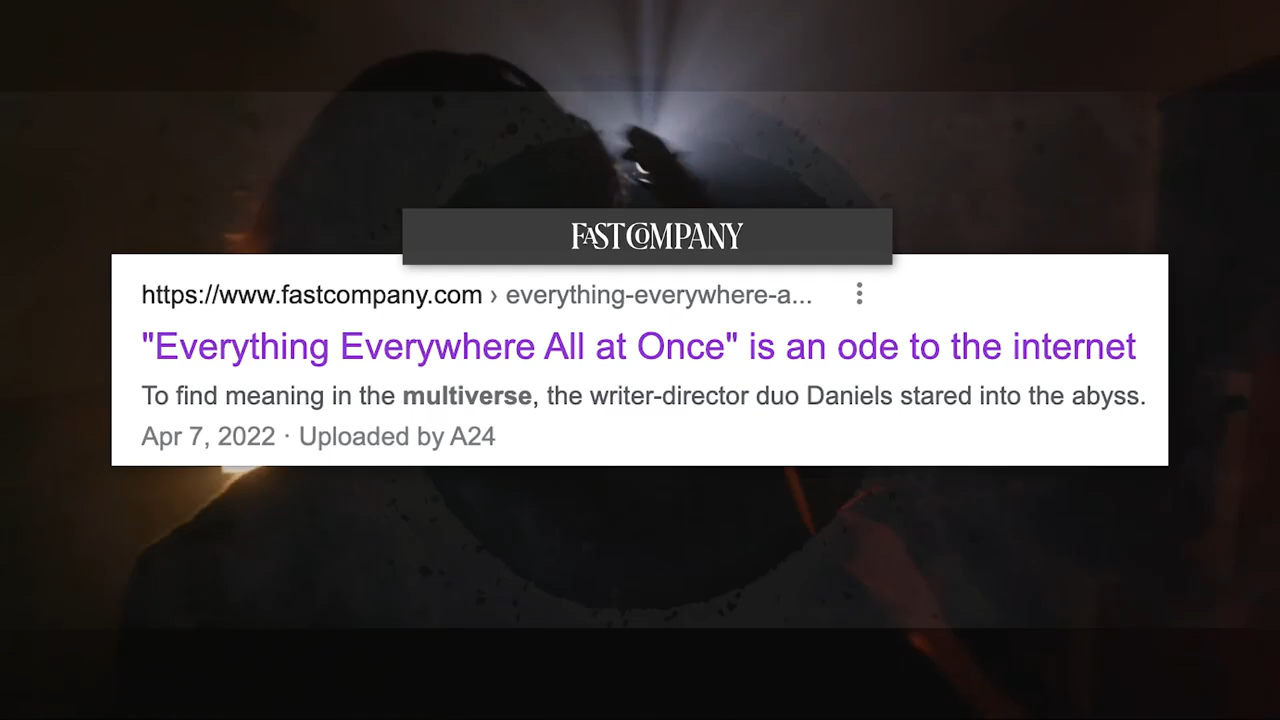 FAST COMPANY
https://www.fastcompany.com › everything-everywhere-a...
"Everything Everywhere All at Once" is an ode to the internet
To find meaning in the multiverse, the writer-director duo Daniels stared into the abyss.
Apr 7, 2022 · Uploaded by A24